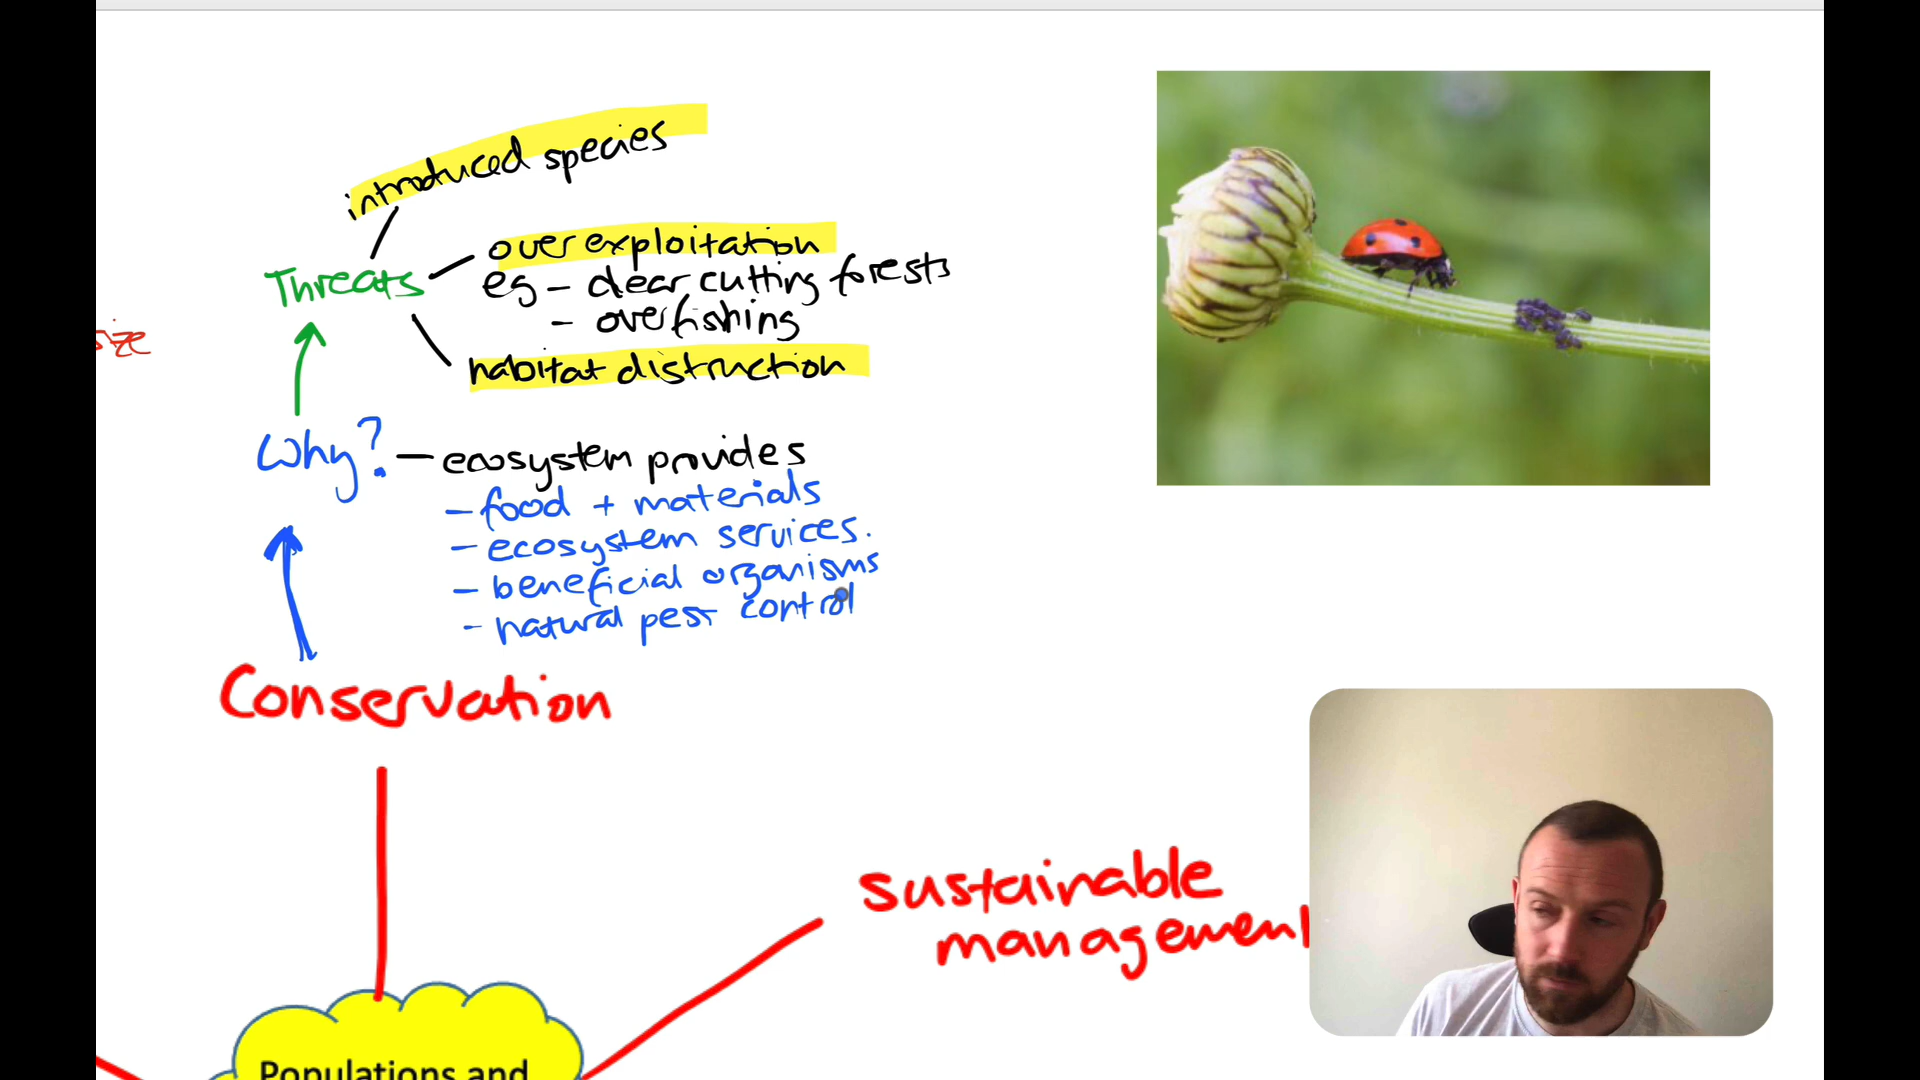 introduced species
over exploitation
Threats
eg - clear cutting forests
- overfishing
size
habitat distruction
Why? - ecosystem provides
- food + materials
- ecosystem services.
- beneficial organisms
- natural pest control
Conservation
sustainable
management
Populations and